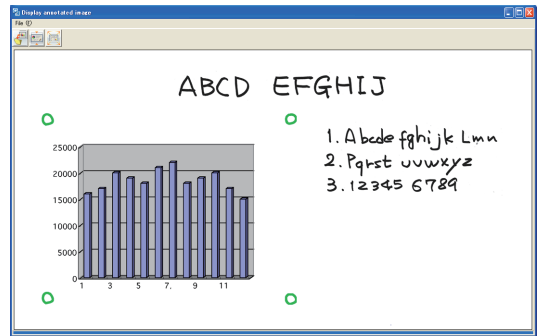 Display annotated image
File
ABCD EFGHIJ
1. Abcde fghijk Lmn
2. Pqrst uvwxyz
3. 12345 6789
25000
20000
15000
10000
5000
0
1 3 5 7. 9 11